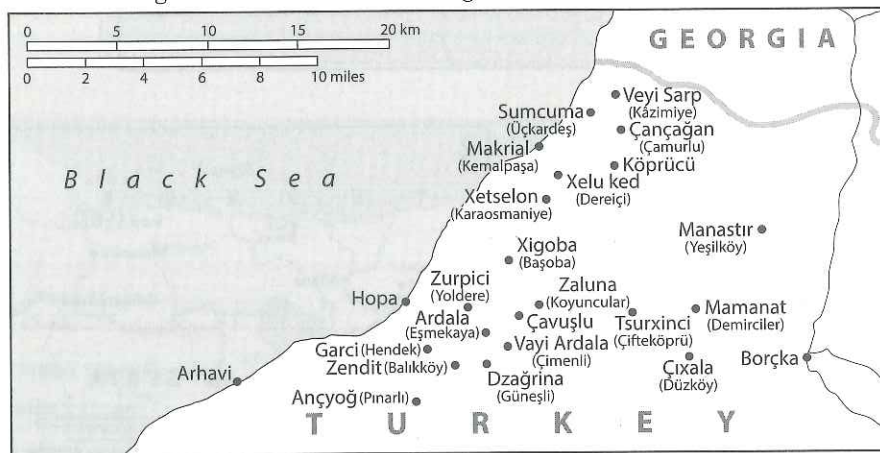 0 5 10 15 20 km
0 2 4 6 8 10 miles
GEORGIA
Black Sea
Veyi Sarp
(Kâzimiye)
Sumcuma
(Üçkardeş)
Çançağan
(Çamurlu)
Makrial
(Kemalpaşa)
Köprücü
Xelu ked
(Dereiçi)
Xetselon
(Karaosmaniye)
Manastır
(Yeşilköy)
Xigoba
(Başoba)
Zurpici
(Yoldere)
Zaluna
(Koyuncular)
Hopa
Mamanat
(Demirciler)
Çavuşlu
Tsurxinci
(Çifteköprü)
Ardala
(Eşmekaya)
Garci (Hendek)
Vayi Ardala
(Çimenli)
Zendit (Balıkköy)
Dzağrina
(Güneşli)
Çıxala
(Düzköy)
Borçka
Arhavi
Ançyoğ (Pınarlı)
TURKEY